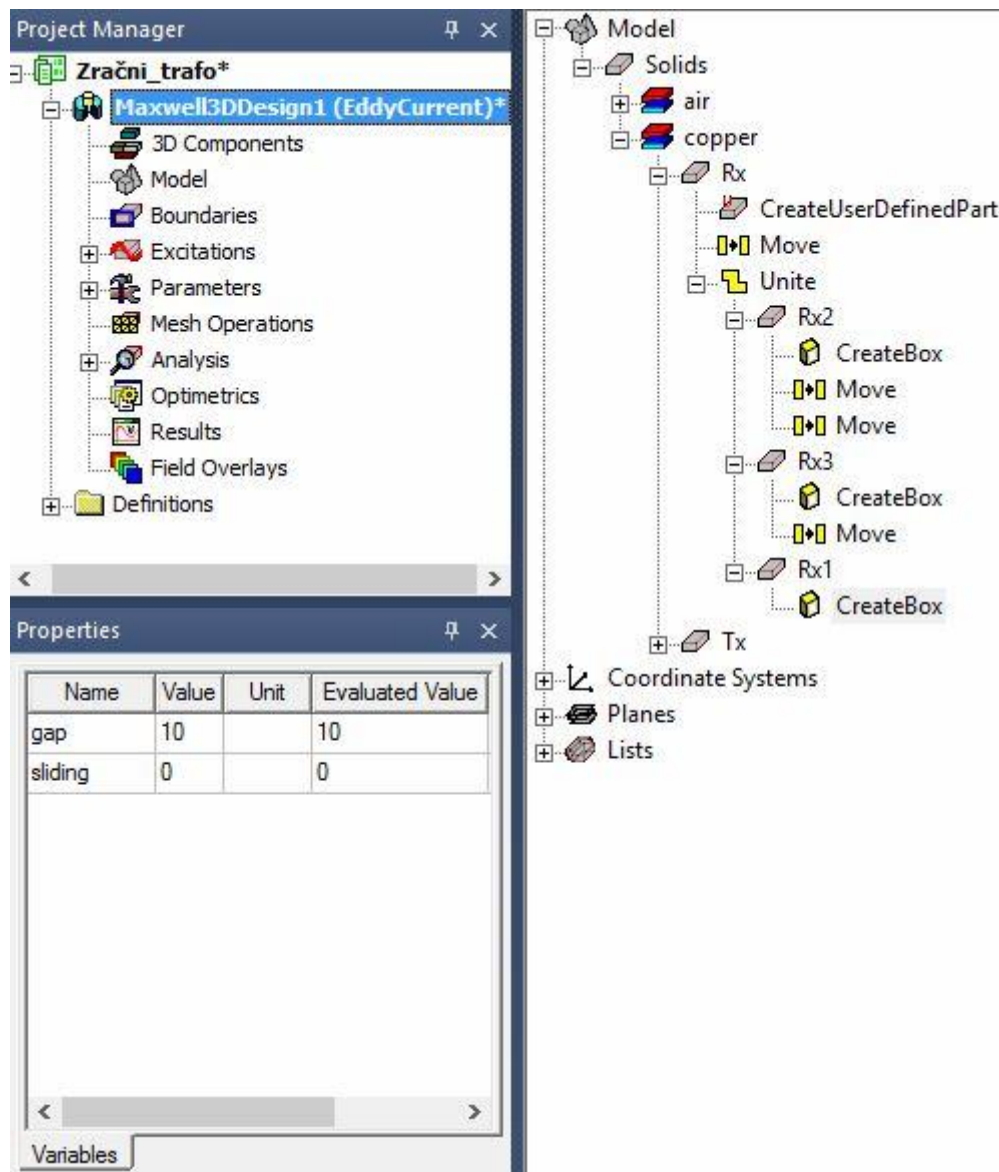 Project Manager
Zračni_trafo*
Maxwell3DDesign1 (EddyCurrent)*
3D Components
Model
Boundaries
Excitations
Parameters
Mesh Operations
Analysis
Optimetrics
Results
Field Overlays
Definitions
Properties
Name Value Unit Evaluated Value
gap 10 10
sliding 0 0
Variables
Model
Solids
air
copper
Rx
CreateUserDefinedPart
Move
Unite
Rx2
CreateBox
Move
Move
Rx3
CreateBox
Move
Rx1
CreateBox
Tx
Coordinate Systems
Planes
Lists